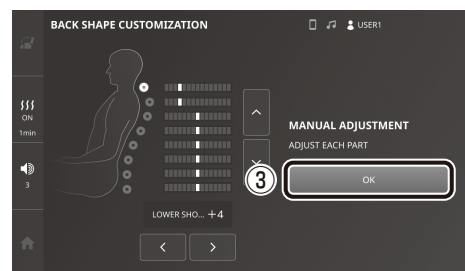 BACK SHAPE CUSTOMIZATION
USER1
ON
1min
3
MANUAL ADJUSTMENT
ADJUST EACH PART
OK
3
LOWER SHO... +4